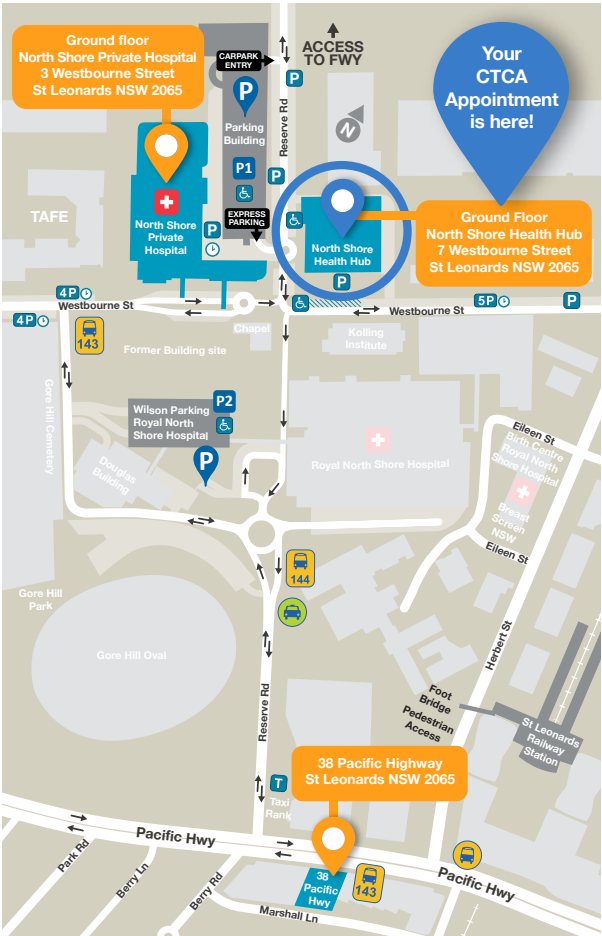 Ground floor
North Shore Private Hospital
3 Westbourne Street
St Leonards NSW 2065
CARPARK
ENTRY
ACCESS
TO FWY
Your
CTCA
Appointment
is here!
P
P
Parking
Building
Reserve Rd
N
P1
P
TAFE
North Shore
Private
Hospital
P
EXPRESS
PARKING
North Shore
Health Hub
P
Ground Floor
North Shore Health Hub
7 Westbourne Street
St Leonards NSW 2065
4P
Westbourne St
4P
143
Westbourne St
5P
P
Chapel
Kolling
Institute
Former Building site
Gore Hill Cemetery
Wilson Parking
Royal North
Shore Hospital
P2
P
Douglas
Building
Royal North Shore Hospital
Eileen St
Birth Centre
Royal North
Shore Hospital
Breast
Screen
NSW
Eileen St
144
Gore Hill
Park
Gore Hill Oval
Reserve Rd
Herbert St
Foot
Bridge
Pedestrian
Access
St Leonards
Railway
Station
38 Pacific Highway
St Leonards NSW 2065
T
Taxi
Rank
Pacific Hwy
Park Rd
Berry Ln
Berry Rd
38
Pacific
Hwy
143
Pacific Hwy
Marshall Ln